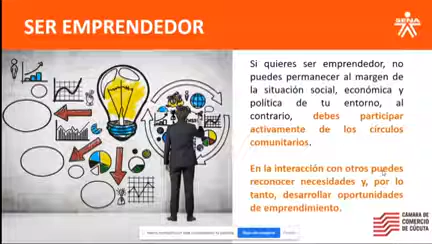 SER EMPRENDEDOR
SENA
Si quieres ser emprendedor, no
puedes permanecer al margen de
la situación social, económica y
política de tu entorno, al
contrario, debes participar
activamente de los círculos
comunitarios.
En la interacción con otros puedes
reconocer necesidades y, por lo
tanto, desarrollar oportunidades
de emprendimiento.
CÁMARA DE
COMERCIO
DE CÚCUTA